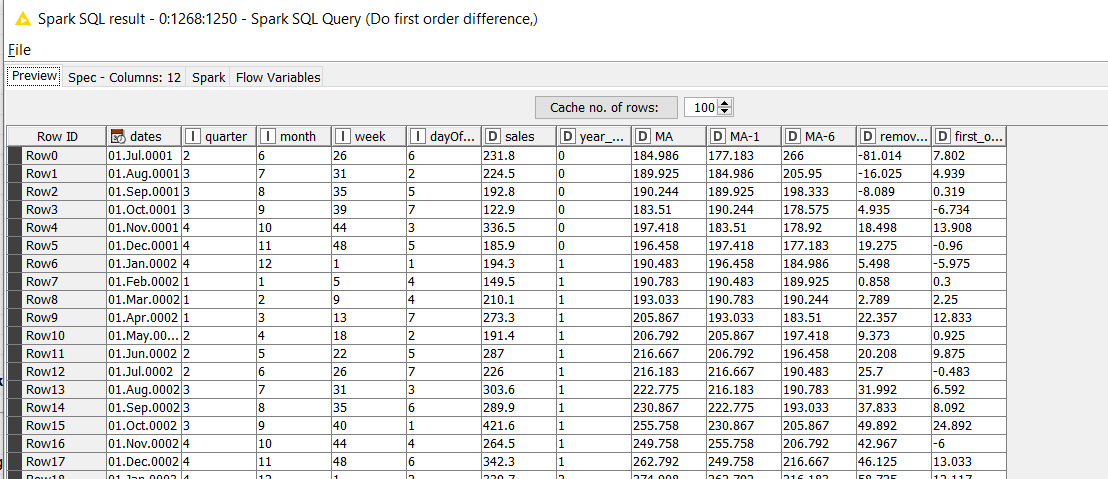 Spark SQL result - 0:1268:1250 - Spark SQL Query (Do first order difference,)
File
Preview Spec - Columns: 12 Spark Flow Variables
Cache no. of rows: 100
Row ID dates I quarter I month I week I dayOf... D sales D year_... D MA D MA-1 D MA-6 D remov... D first_o...
Row0 01.Jul.0001 2 6 26 6 231.8 0 184.986 177.183 266 -81.014 7.802
Row1 01.Aug.0001 3 7 31 2 224.5 0 189.925 184.986 205.95 -16.025 4.939
Row2 01.Sep.0001 3 8 35 5 192.8 0 190.244 189.925 198.333 -8.089 0.319
Row3 01.Oct.0001 3 9 39 7 122.9 0 183.51 190.244 178.575 4.935 -6.734
Row4 01.Nov.0001 4 10 44 3 336.5 0 197.418 183.51 178.92 18.498 13.908
Row5 01.Dec.0001 4 11 48 5 185.9 0 196.458 197.418 177.183 19.275 -0.96
Row6 01.Jan.0002 4 12 1 1 194.3 1 190.483 196.458 184.986 5.498 -5.975
Row7 01.Feb.0002 1 1 5 4 149.5 1 190.783 190.483 189.925 0.858 0.3
Row8 01.Mar.0002 1 2 9 4 210.1 1 193.033 190.783 190.244 2.789 2.25
Row9 01.Apr.0002 1 3 13 7 273.3 1 205.867 193.033 183.51 22.357 12.833
Row10 01.May.00... 2 4 18 2 191.4 1 206.792 205.867 197.418 9.373 0.925
Row11 01.Jun.0002 2 5 22 5 287 1 216.667 206.792 196.458 20.208 9.875
Row12 01.Jul.0002 2 6 26 7 226 1 216.183 216.667 190.483 25.7 -0.483
Row13 01.Aug.0002 3 7 31 3 303.6 1 222.775 216.183 190.783 31.992 6.592
Row14 01.Sep.0002 3 8 35 6 289.9 1 230.867 222.775 193.033 37.833 8.092
Row15 01.Oct.0002 3 9 40 1 421.6 1 255.758 230.867 205.867 49.892 24.892
Row16 01.Nov.0002 4 10 44 4 264.5 1 249.758 255.758 206.792 42.967 -6
Row17 01.Dec.0002 4 11 48 6 342.3 1 262.792 249.758 216.667 46.125 13.033